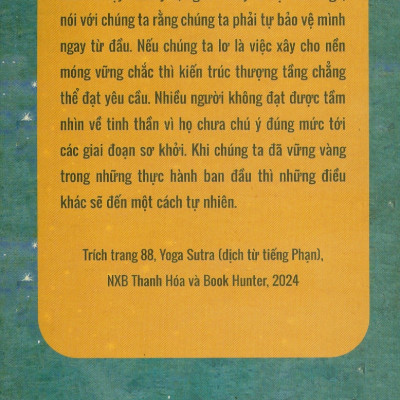 nói với chúng ta rằng chúng ta phải tự bảo vệ mình
ngay từ đầu. Nếu chúng ta lơ là việc xây cho nền
móng vững chắc thì kiến trúc thượng tầng chẳng
thể đạt yêu cầu. Nhiều người không đạt được tầm
nhìn về tinh thần vì họ chưa chú ý đúng mức tới
các giai đoạn sơ khởi. Khi chúng ta đã vững vàng
trong những thực hành ban đầu thì những điều
khác sẽ đến một cách tự nhiên.
Trích trang 88, Yoga Sutra (dịch từ tiếng Phạn),
NXB Thanh Hóa và Book Hunter, 2024